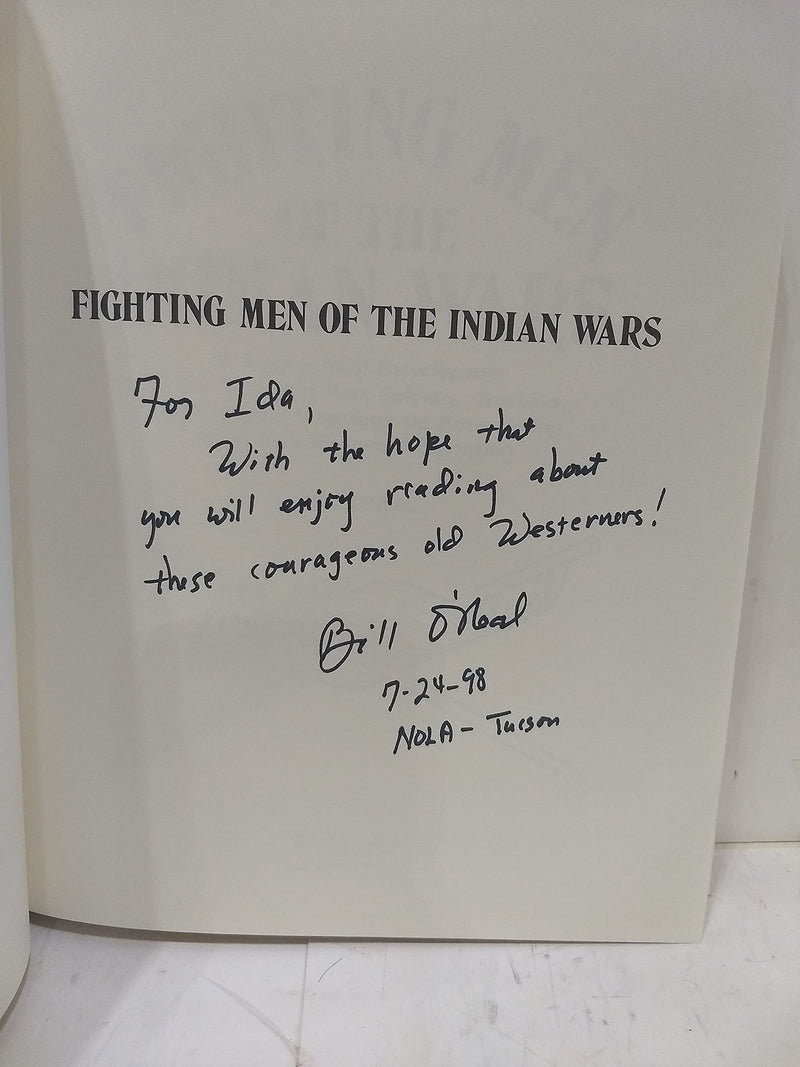 FIGHTING MEN OF THE INDIAN WARS
For Ida,
With the hope that
you will enjoy reading about
these courageous old Westerners!
Bill O'Neal
7-24-98
NOLA - Tucson